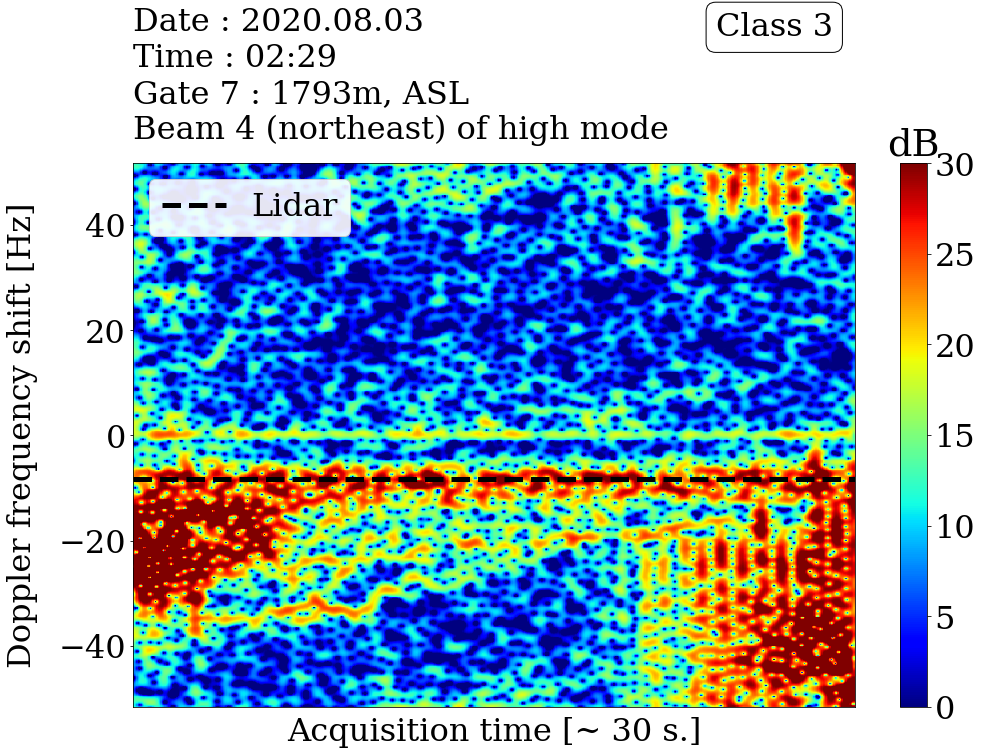 Date : 2020.08.03
Time : 02:29
Gate 7 : 1793m, ASL
Beam 4 (northeast) of high mode
Class 3
dB
Lidar
Doppler frequency shift [Hz]
40
20
0
−20
−40
Acquisition time [~ 30 s.]
30
25
20
15
10
5
0